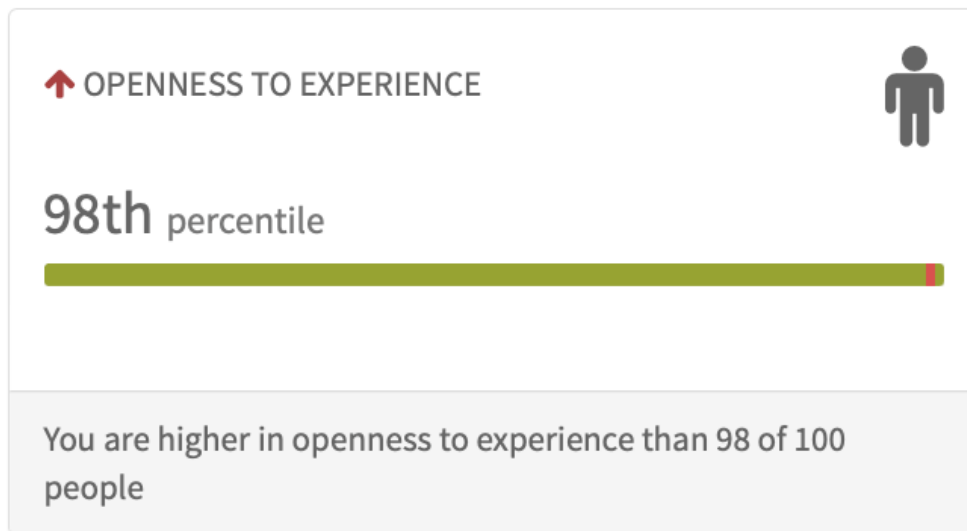 OPENNESS TO EXPERIENCE
98th percentile
You are higher in openness to experience than 98 of 100
people